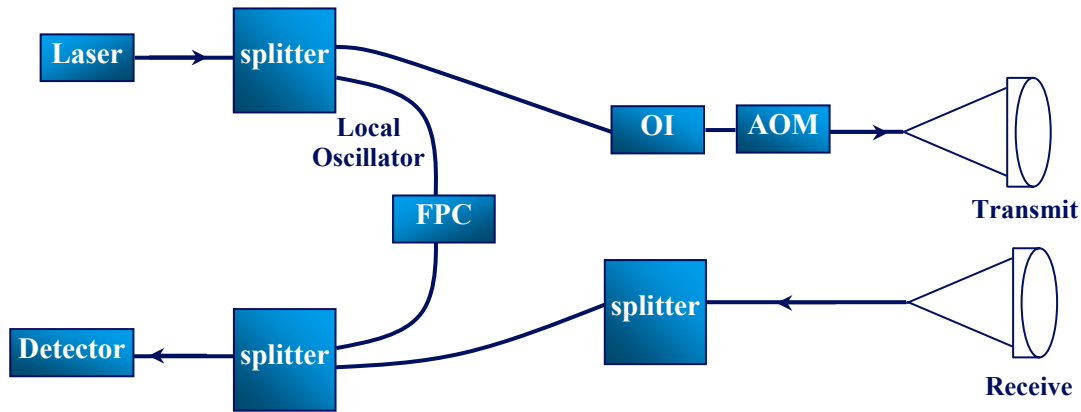 Laser
splitter
Local
Oscillator
OI
AOM
Transmit
FPC
splitter
Receive
Detector
splitter